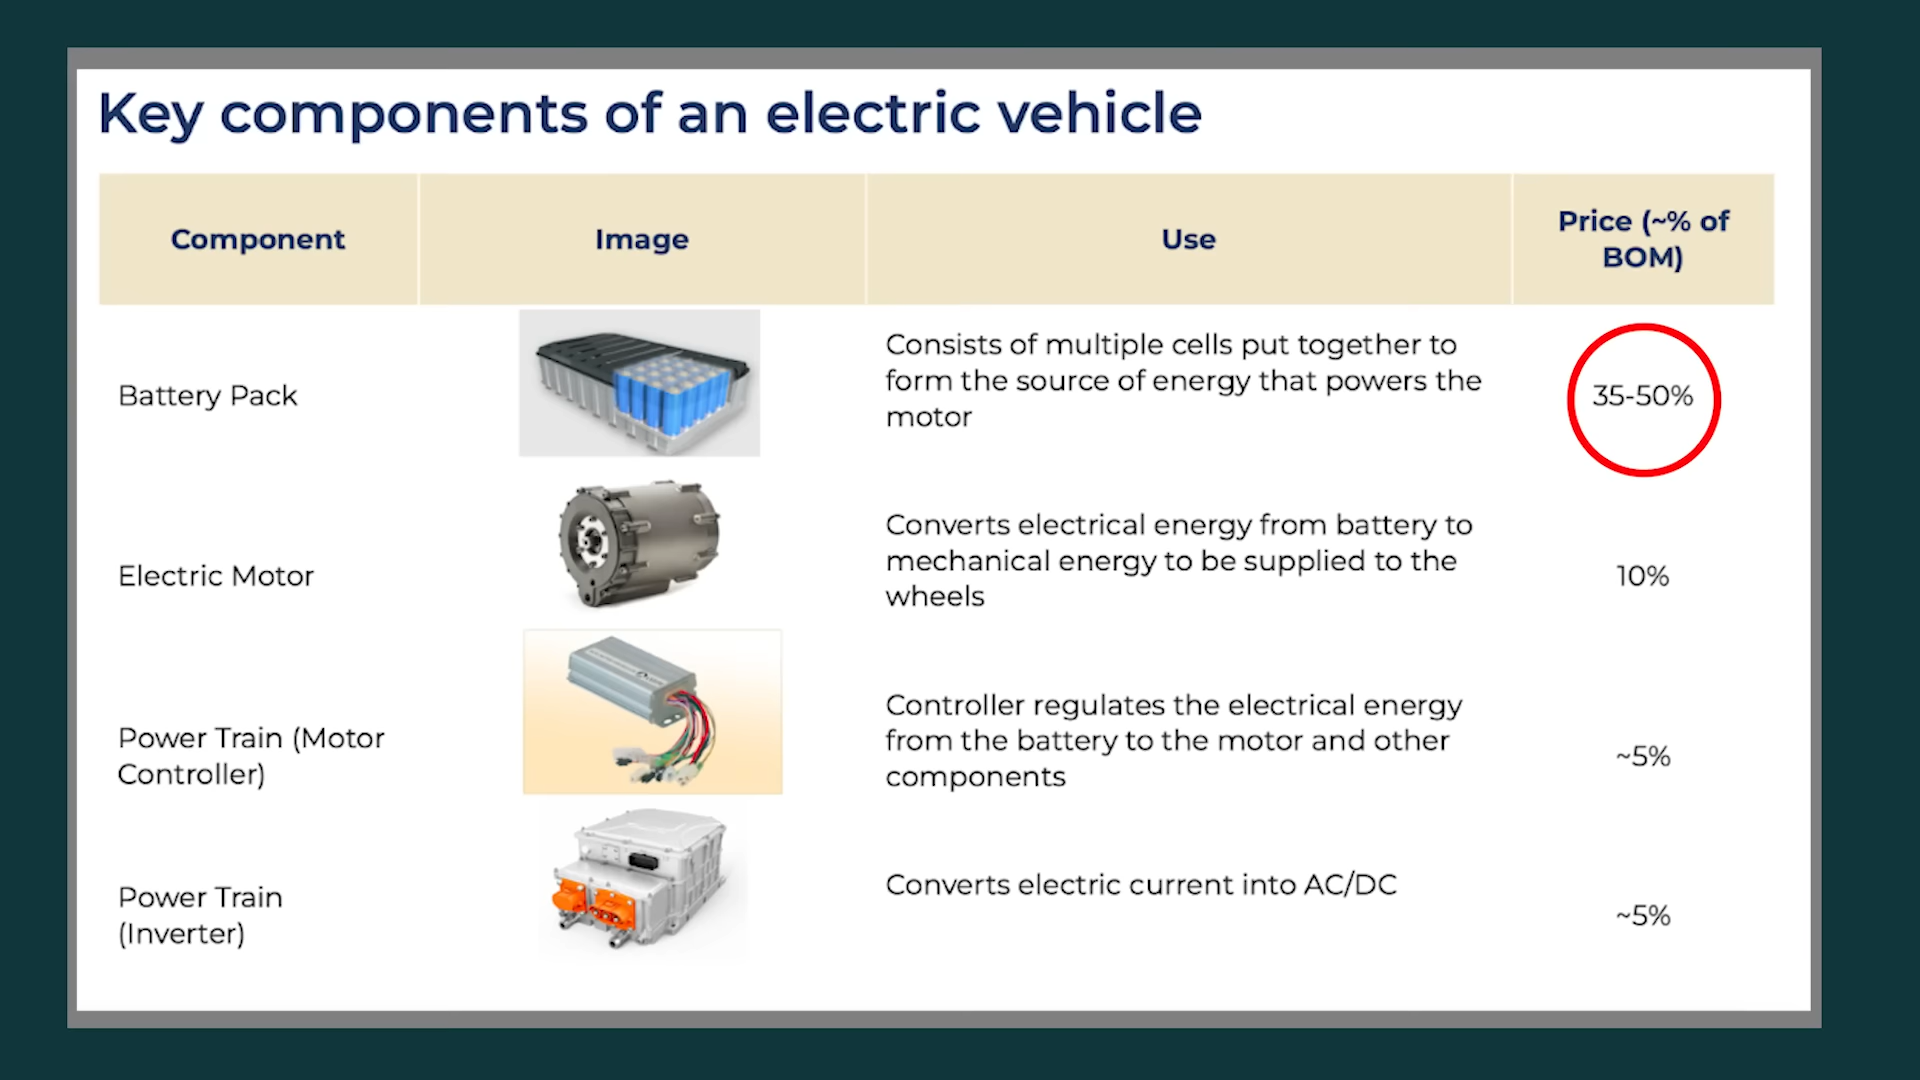 Key components of an electric vehicle
Component
Image
Use
Price (~% of
BOM)
Battery Pack
Consists of multiple cells put together to
form the source of energy that powers the
motor
35-50%
Electric Motor
Converts electrical energy from battery to
mechanical energy to be supplied to the
wheels
10%
Power Train (Motor
Controller)
Controller regulates the electrical energy
from the battery to the motor and other
components
~5%
Power Train
(Inverter)
Converts electric current into AC/DC
~5%